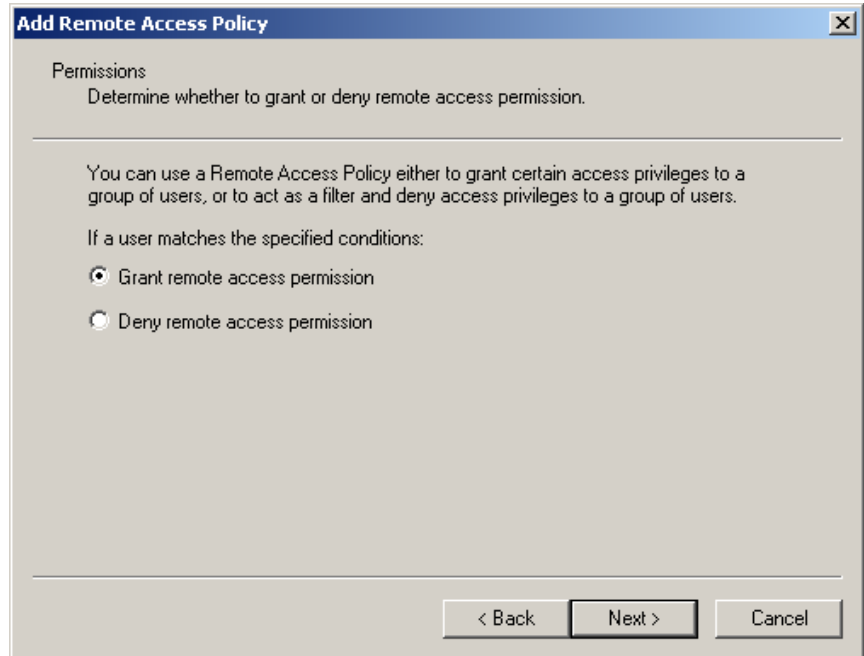 Add Remote Access Policy
Permissions
Determine whether to grant or deny remote access permission.
You can use a Remote Access Policy either to grant certain access privileges to a
group of users, or to act as a filter and deny access privileges to a group of users.
If a user matches the specified conditions:
Grant remote access permission
Deny remote access permission
< Back Next > Cancel